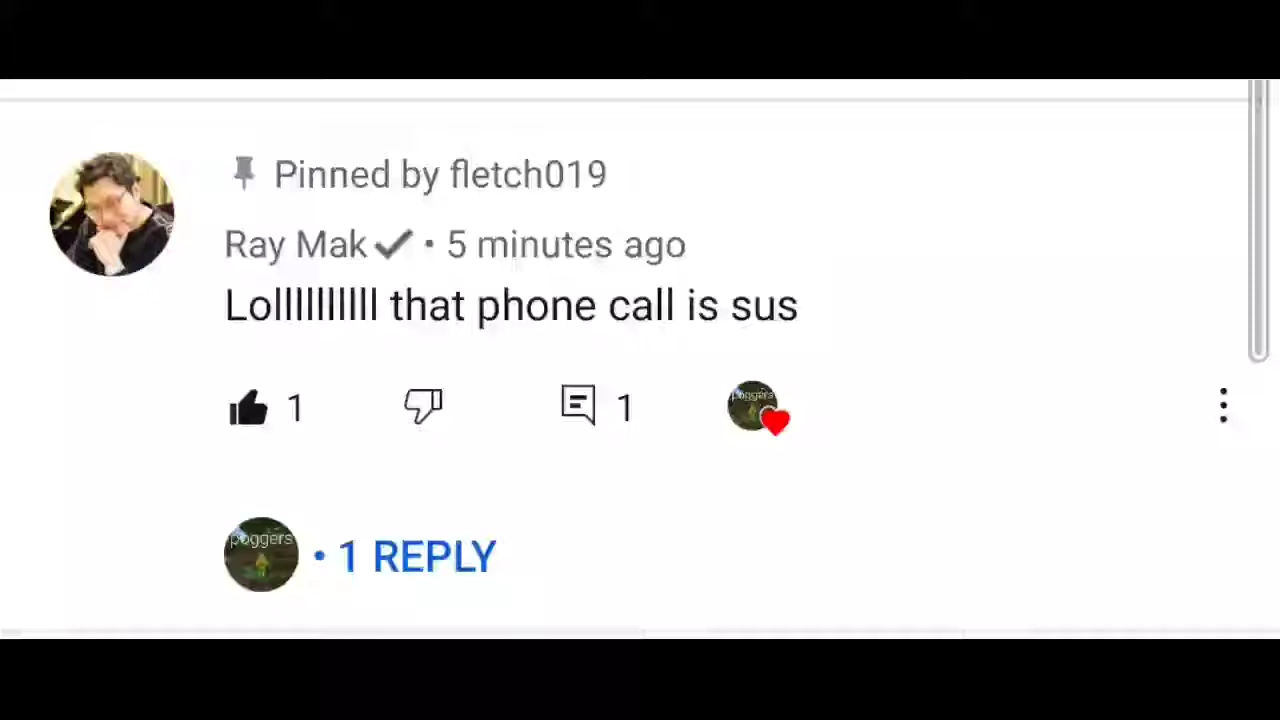 Pinned by fletch019
Ray Mak • 5 minutes ago
Lollllllllll that phone call is sus
1
1
poggers
poggers
• 1 REPLY